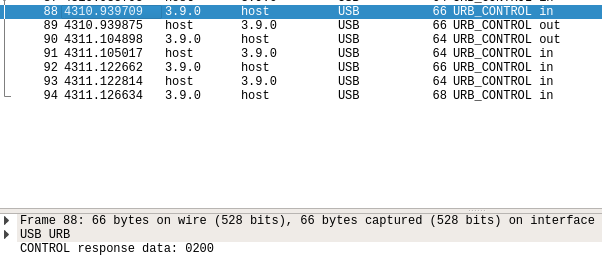 88 4310.939709 3.9.0 host USB 66 URB_CONTROL in
89 4310.939875 host 3.9.0 USB 66 URB_CONTROL out
90 4311.104898 3.9.0 host USB 64 URB_CONTROL out
91 4311.105017 host 3.9.0 USB 64 URB_CONTROL in
92 4311.122662 3.9.0 host USB 66 URB_CONTROL in
93 4311.122814 host 3.9.0 USB 64 URB_CONTROL in
94 4311.126634 3.9.0 host USB 68 URB_CONTROL in
Frame 88: 66 bytes on wire (528 bits), 66 bytes captured (528 bits) on interface
USB URB
CONTROL response data: 0200